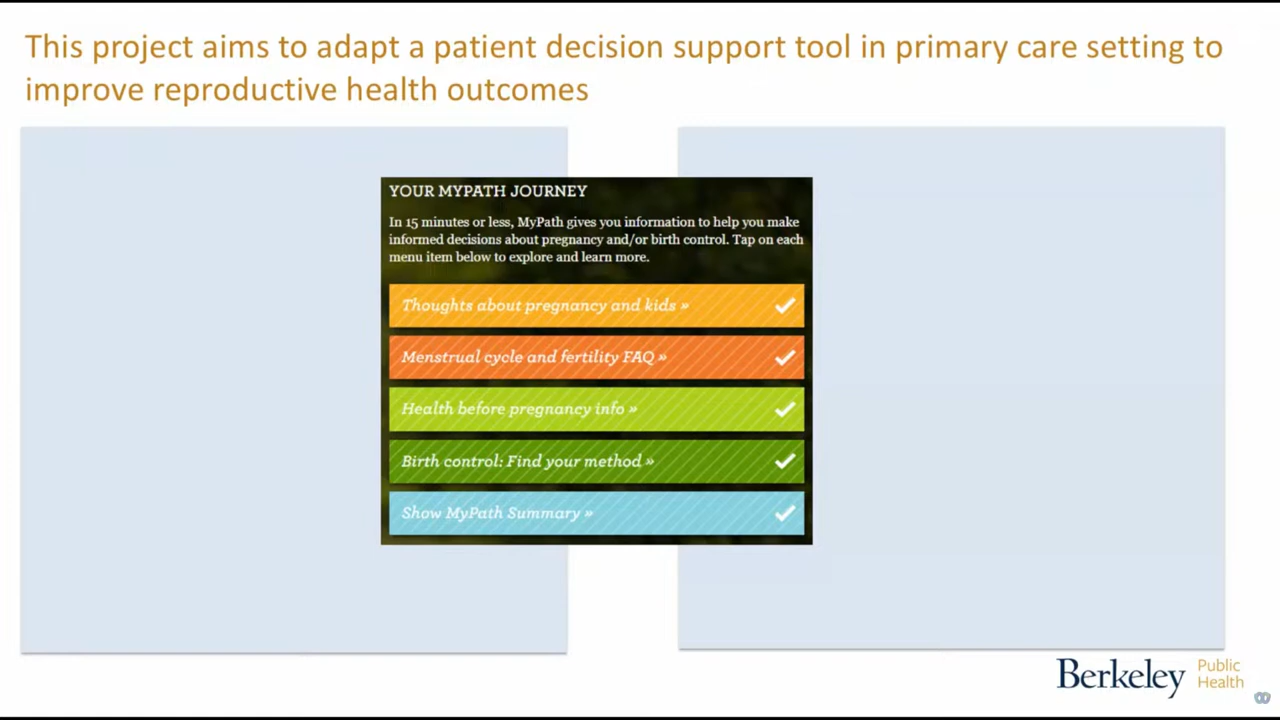 This project aims to adapt a patient decision support tool in primary care setting to
improve reproductive health outcomes
YOUR MYPATH JOURNEY
In 15 minutes or less, MyPath gives you information to help you make
informed decisions about pregnancy and/or birth control. Tap on each
menu item below to explore and learn more.
Thoughts about pregnancy and kids »
Menstrual cycle and fertility FAQ »
Health before pregnancy info »
Birth control: Find your method »
Show MyPath Summary »
Berkeley
Public
Health